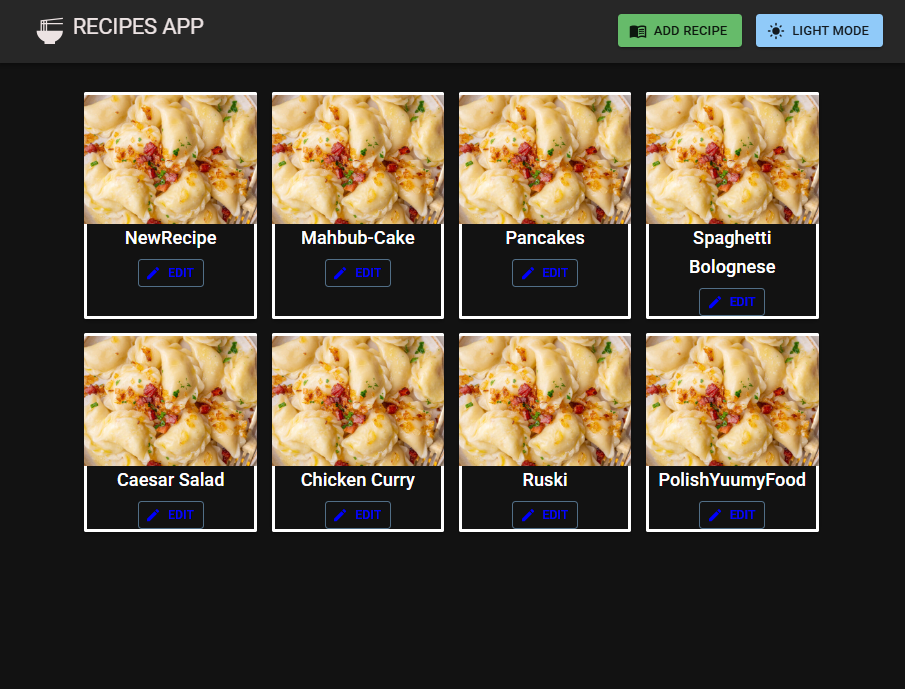 RECIPES APP
ADD RECIPE
LIGHT MODE
NewRecipe
Mahbub-Cake
Pancakes
Spaghetti
Bolognese
EDIT
EDIT
EDIT
EDIT
Caesar Salad
Chicken Curry
Ruski
PolishYuumyFood
EDIT
EDIT
EDIT
EDIT